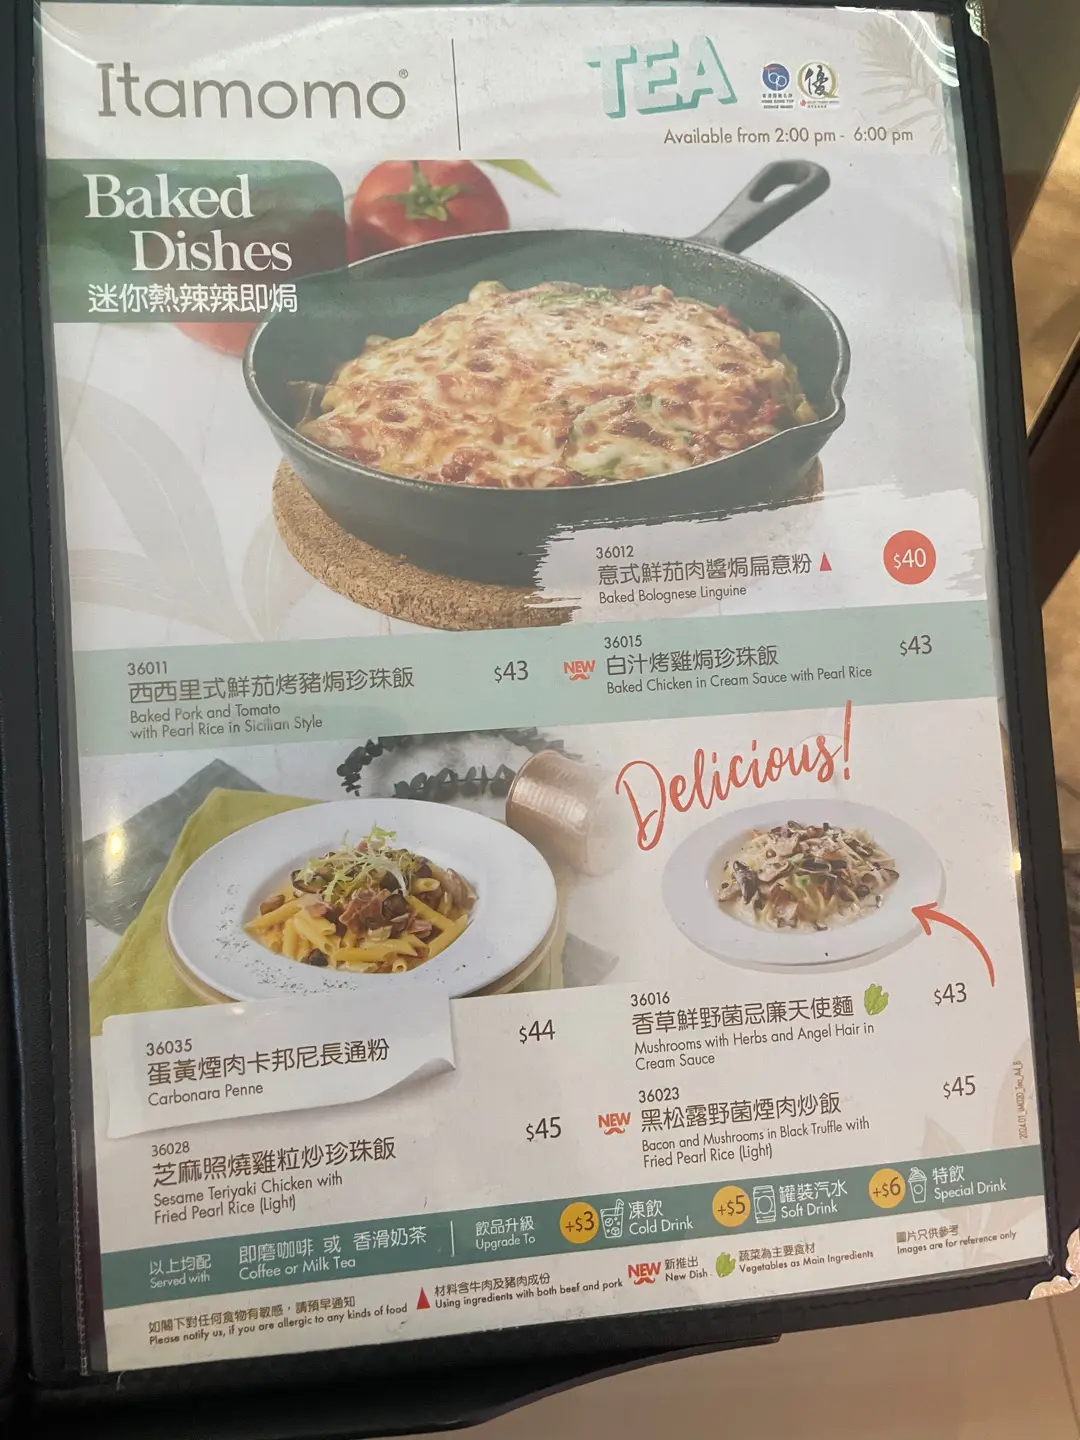 Itamomo®
TEA
Available from 2:00 pm - 6:00 pm
Baked
Dishes
迷你熱辣辣即焗
36012
意式鮮茄肉醬焗扁意粉
Baked Bolognese Linguine
$40
36011
西西里式鮮茄烤豬焗珍珠飯
Baked Pork and Tomato
with Pearl Rice in Sicilian Style
$43
NEW
36015
白汁烤雞焗珍珠飯
Baked Chicken in Cream Sauce with Pearl Rice
$43
Delicious!
36035
蛋黃煙肉卡邦尼長通粉
Carbonara Penne
$44
36016
香草鮮野菌忌廉天使麵
Mushrooms with Herbs and Angel Hair in
Cream Sauce
$43
36028
芝麻照燒雞粒炒珍珠飯
Sesame Teriyaki Chicken with
Fried Pearl Rice (Light)
$45
NEW
36023
黑松露野菌煙肉炒飯
Bacon and Mushrooms in Black Truffle with
Fried Pearl Rice (Light)
$45
以上均配
Served with
即磨咖啡 或 香滑奶茶
Coffee or Milk Tea
飲品升級
Upgrade To
+$3
凍飲
Cold Drink
+$5
罐裝汽水
Soft Drink
+$6
特飲
Special Drink
如閣下對任何食物有敏感，請預早通知
Please notify us, if you are allergic to any kinds of food
材料含牛肉及豬肉成份
Using ingredients with both beef and pork
NEW
新推出
New Dish
蔬菜為主要食材
Vegetables as Main Ingredients
圖片只供參考
Images are for reference only